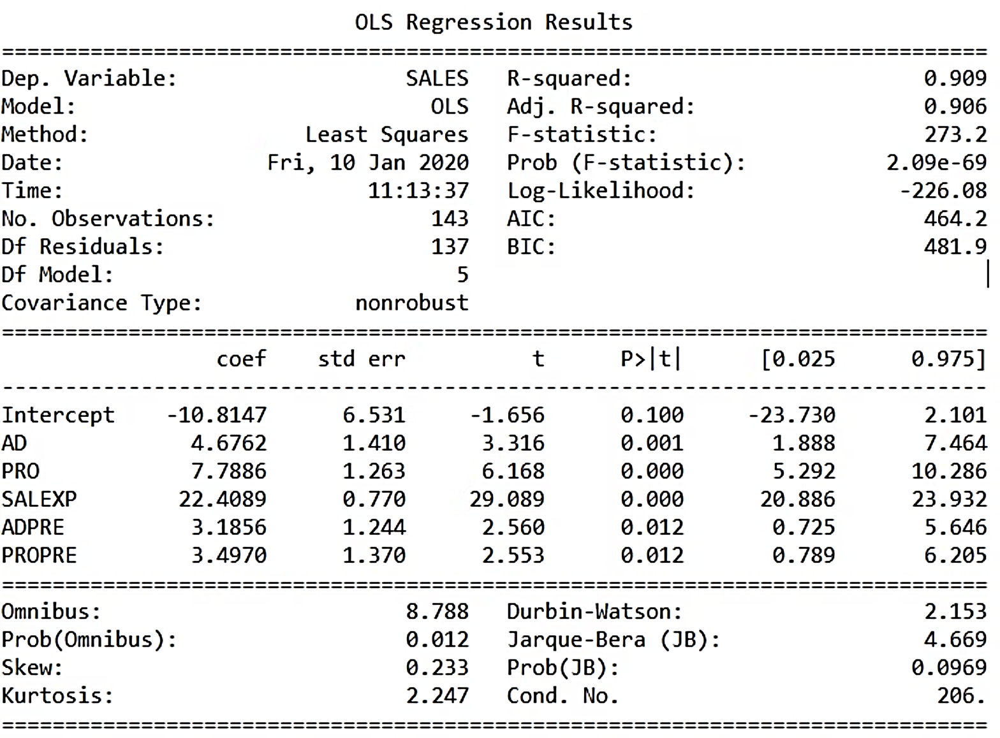 OLS Regression Results
==============================================================================
Dep. Variable:                  SALES   R-squared:                       0.909
Model:                            OLS   Adj. R-squared:                  0.906
Method:                 Least Squares   F-statistic:                     273.2
Date:                Fri, 10 Jan 2020   Prob (F-statistic):           2.09e-69
Time:                        11:13:37   Log-Likelihood:                -226.08
No. Observations:                 143   AIC:                             464.2
Df Residuals:                     137   BIC:                             481.9
Df Model:                           5
Covariance Type:            nonrobust
==============================================================================
                 coef    std err          t      P>|t|      [0.025      0.975]
------------------------------------------------------------------------------
Intercept    -10.8147      6.531     -1.656      0.100     -23.730       2.101
AD             4.6762      1.410      3.316      0.001       1.888       7.464
PRO            7.7886      1.263      6.168      0.000       5.292      10.286
SALEXP        22.4089      0.770     29.089      0.000      20.886      23.932
ADPRE          3.1856      1.244      2.560      0.012       0.725       5.646
PROPRE         3.4970      1.370      2.553      0.012       0.789       6.205
==============================================================================
Omnibus:                        8.788   Durbin-Watson:                   2.153
Prob(Omnibus):                  0.012   Jarque-Bera (JB):                4.669
Skew:                           0.233   Prob(JB):                       0.0969
Kurtosis:                       2.247   Cond. No.                         206.
==============================================================================